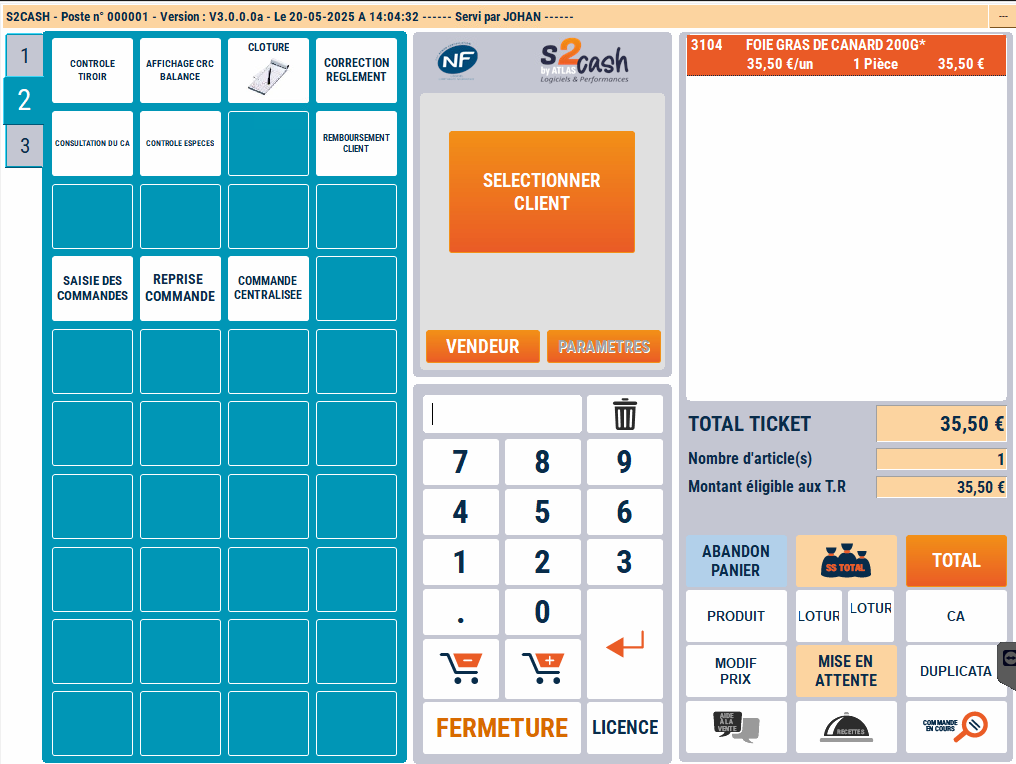 S2CASH - Poste n° 000001 - Version : V3.0.0.0a - Le 20-05-2025 A 14:04:32 ------ Servi par JOHAN ------
---
1
2
3
CONTROLE
TIROIR
AFFICHAGE CRC
BALANCE
CLOTURE
CORRECTION
REGLEMENT
CONSULTATION DU CA
CONTROLE ESPECES
REMBOURSEMENT
CLIENT
SAISIE DES
COMMANDES
REPRISE
COMMANDE
COMMANDE
CENTRALISEE
NF
S2cash
by ATLAS
Logiciels & Performances
SELECTIONNER
CLIENT
VENDEUR
PARAMETRES
7
8
9
4
5
6
1
2
3
.
0
FERMETURE
LICENCE
3104 FOIE GRAS DE CANARD 200G*
35,50 €/un 1 Pièce 35,50 €
TOTAL TICKET 35,50 €
Nombre d'article(s) 1
Montant éligible aux T.R 35,50 €
ABANDON
PANIER
SS TOTAL
TOTAL
PRODUIT
LOTUR
LOTUR
CA
MODIF
PRIX
MISE EN
ATTENTE
DUPLICATA
AIDE
À LA
VENTE
RECETTES
COMMANDE
EN COURS